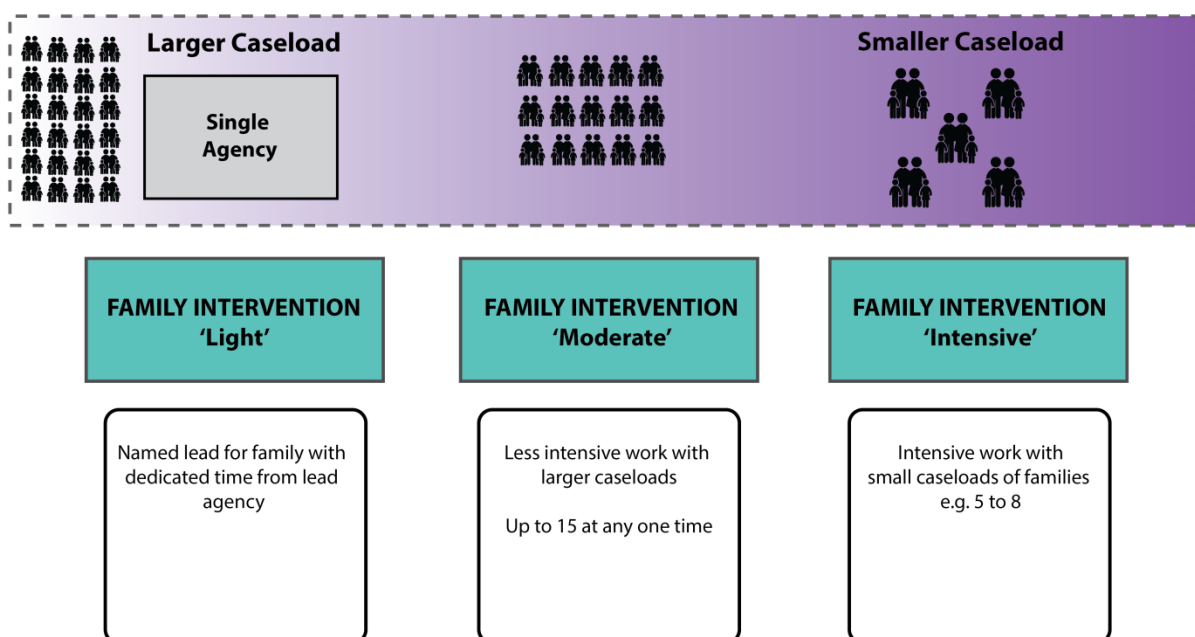 Larger Caseload
Single
Agency
Smaller Caseload
FAMILY INTERVENTION
‘Light’
FAMILY INTERVENTION
‘Moderate’
FAMILY INTERVENTION
‘Intensive’
Named lead for family with
dedicated time from lead
agency
Less intensive work with
larger caseloads
Up to 15 at any one time
Intensive work with
small caseloads of families
e.g. 5 to 8